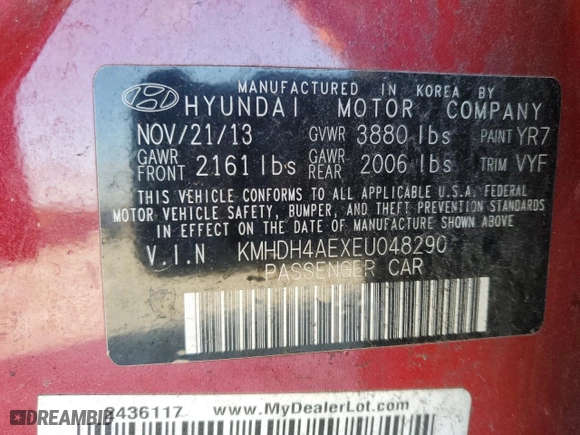 MANUFACTURED IN KOREA BY
HYUNDAI MOTOR COMPANY
NOV/21/13 GVWR 3880 lbs PAINT YR7
GAWR FRONT 2161 lbs GAWR REAR 2006 lbs TRIM VYF
THIS VEHICLE CONFORMS TO ALL APPLICABLE U.S.A. FEDERAL
MOTOR VEHICLE SAFETY, BUMPER, AND THEFT PREVENTION STANDARDS
IN EFFECT ON THE DATE OF MANUFACTURE SHOWN ABOVE.
V.I.N KMHDH4AEXEU048290
PASSENGER CAR
8436117 www.MyDealerLot.com
AUTOHELPERBOT.COM